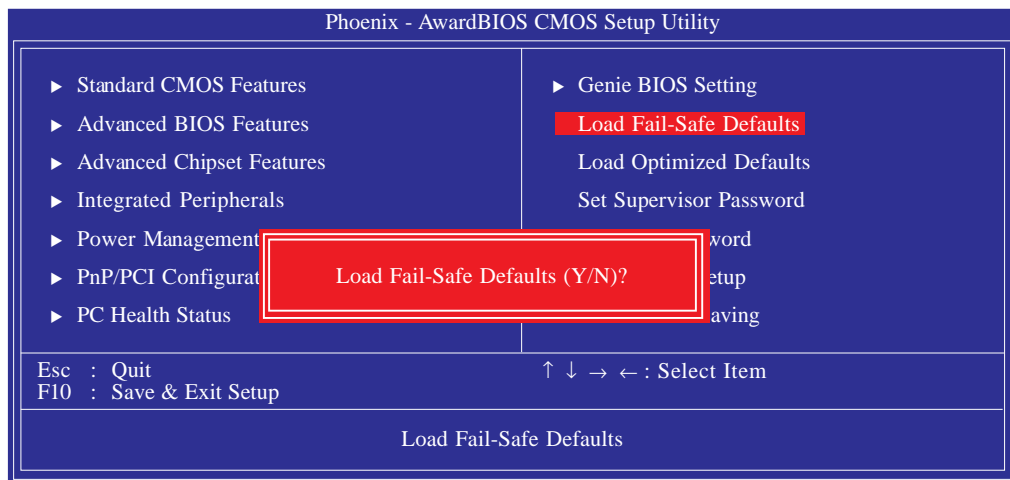 Phoenix - AwardBIOS CMOS Setup Utility
▶ Standard CMOS Features
▶ Advanced BIOS Features
▶ Advanced Chipset Features
▶ Integrated Peripherals
▶ Power Management
▶ PnP/PCI Configurat
▶ PC Health Status
▶ Genie BIOS Setting
Load Fail-Safe Defaults
Load Optimized Defaults
Set Supervisor Password
word
etup
aving
Load Fail-Safe Defaults (Y/N)?
Esc : Quit
F10 : Save & Exit Setup
↑ ↓ → ← : Select Item
Load Fail-Safe Defaults